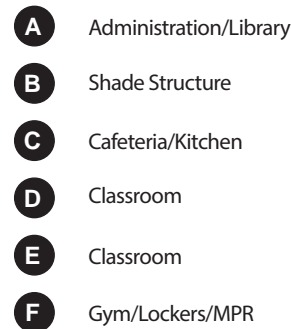 A Administration/Library
B Shade Structure
C Cafeteria/Kitchen
D Classroom
E Classroom
F Gym/Lockers/MPR